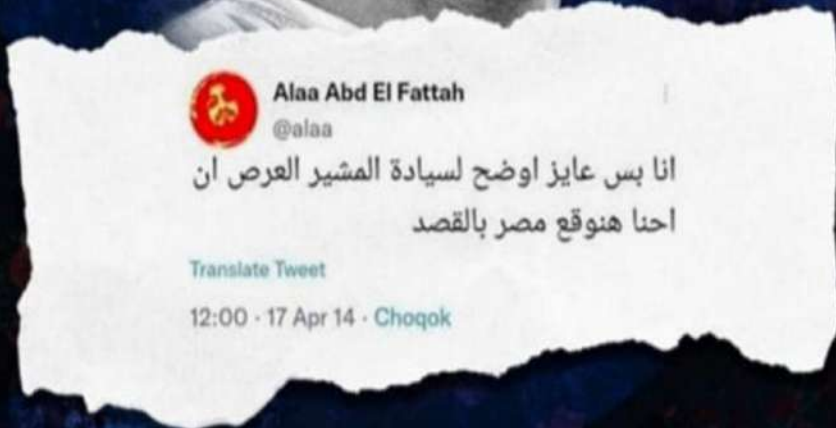 Alaa Abd El Fattah
@alaa
انا بس عايز اوضح لسيادة المشير العرص ان
احنا هنوقع مصر بالقصد
Translate Tweet
12:00 · 17 Apr 14 · Choqok